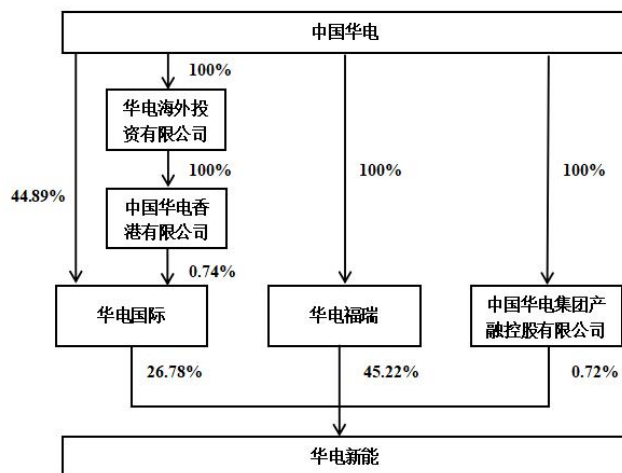 中国华电
100%
华电海外投
资有限公司
44.89%
100%
100%
100%
中国华电香
港有限公司
0.74%
华电国际
华电福瑞
中国华电集团产
融控股有限公司
26.78%
45.22%
0.72%
华电新能